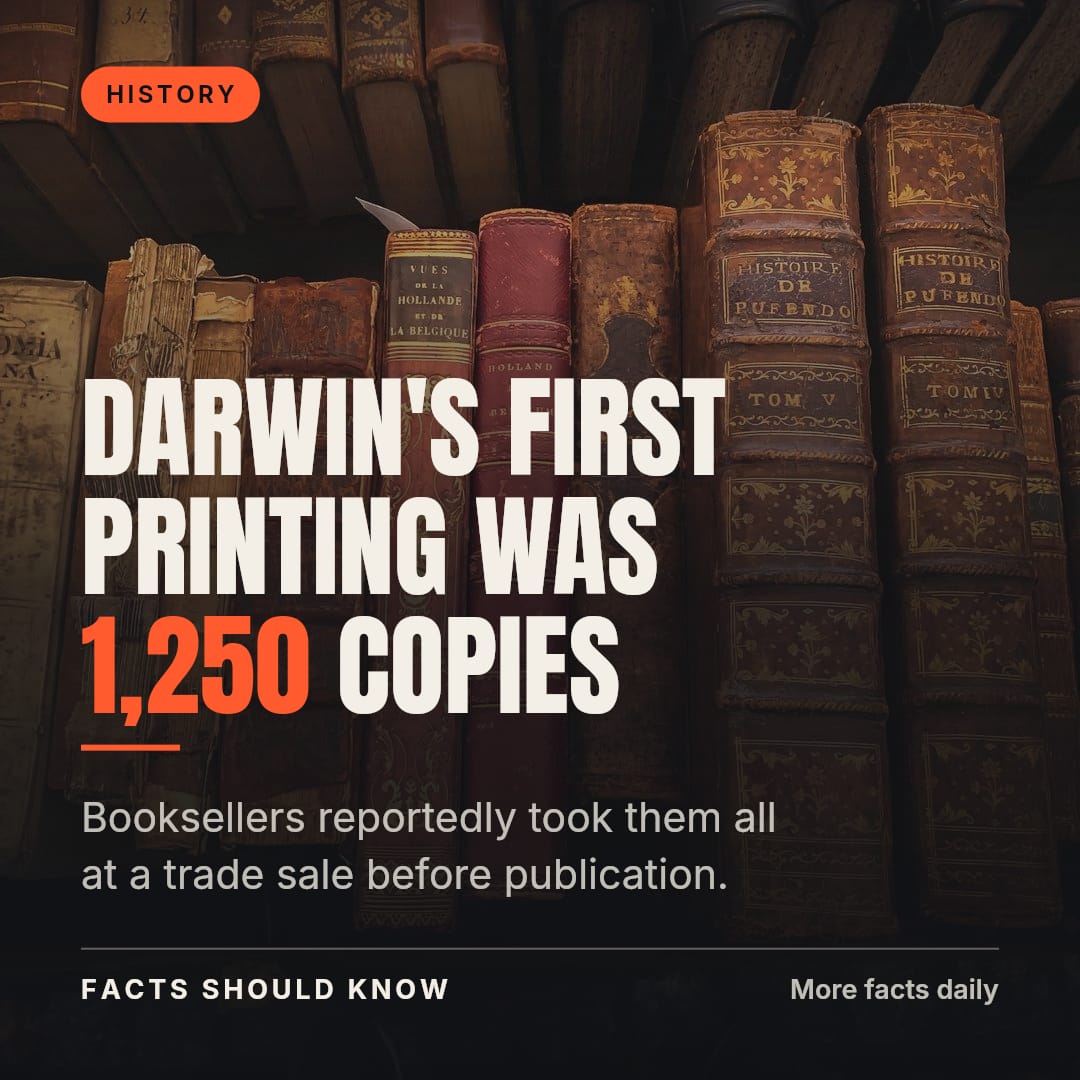 HISTORY
34.
VUES
DE LA
HOLLANDE
ET DE
LA BELGIQUE
HISTOIRE
DE
PUFENDO
HISTOIRE
DE
PUFENDO
HOLLAND
TOM V
TOM IV
DARWIN'S FIRST
PRINTING WAS
1,250 COPIES
Booksellers reportedly took them all
at a trade sale before publication.
FACTS SHOULD KNOW
More facts daily